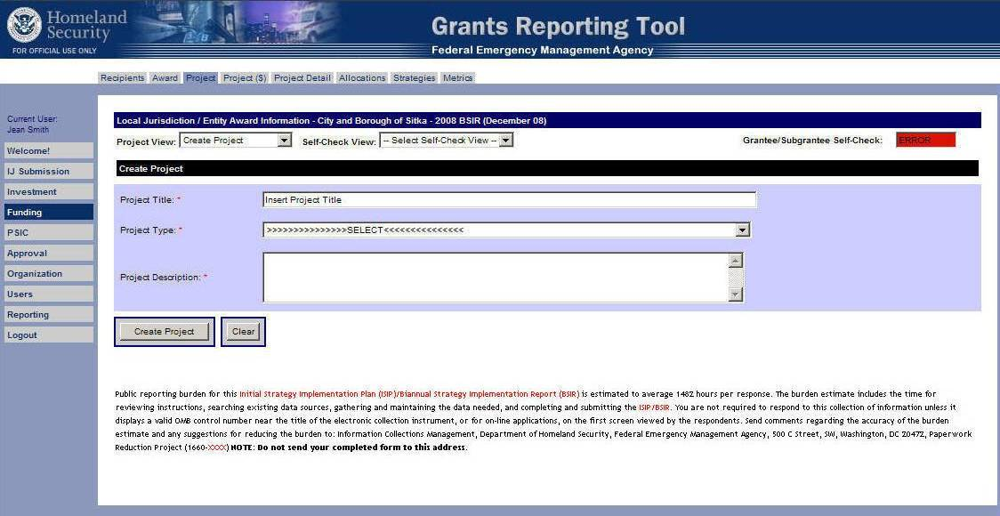 Homeland
Security
FOR OFFICIAL USE ONLY
Grants Reporting Tool
Federal Emergency Management Agency
Recipients Award Project Project ($) Project Detail Allocations Strategies Metrics
Current User:
Jean Smith
Welcome!
IJ Submission
Investment
Funding
PSIC
Approval
Organization
Users
Reporting
Logout
Local Jurisdiction / Entity Award Information - City and Borough of Sitka - 2008 BSIR (December 08)
Project View: Create Project Self-Check View: -- Select Self-Check View -- Grantee/Subgrantee Self-Check: ERROR
Create Project
Project Title: * Insert Project Title
Project Type: * >>>>>>>>>>>>>>>SELECT<<<<<<<<<<<<<<<
Project Description: *
Create Project Clear
Public reporting burden for this Initial Strategy Implementation Plan (ISIP)/Biannual Strategy Implementation Report (BSIR) is estimated to average 1482 hours per response. The burden estimate includes the time for
reviewing instructions, searching existing data sources, gathering and maintaining the data needed, and completing and submitting the ISIP/BSIR. You are not required to respond to this collection of information unless it
displays a valid OMB control number near the title of the electronic collection instrument, or for on-line applications, on the first screen viewed by the respondents. Send comments regarding the accuracy of the burden
estimate and any suggestions for reducing the burden to: Information Collections Management, Department of Homeland Security, Federal Emergency Management Agency, 500 C Street, SW, Washington, DC 20472, Paperwork
Reduction Project (1660-XXXX) NOTE: Do not send your completed form to this address.